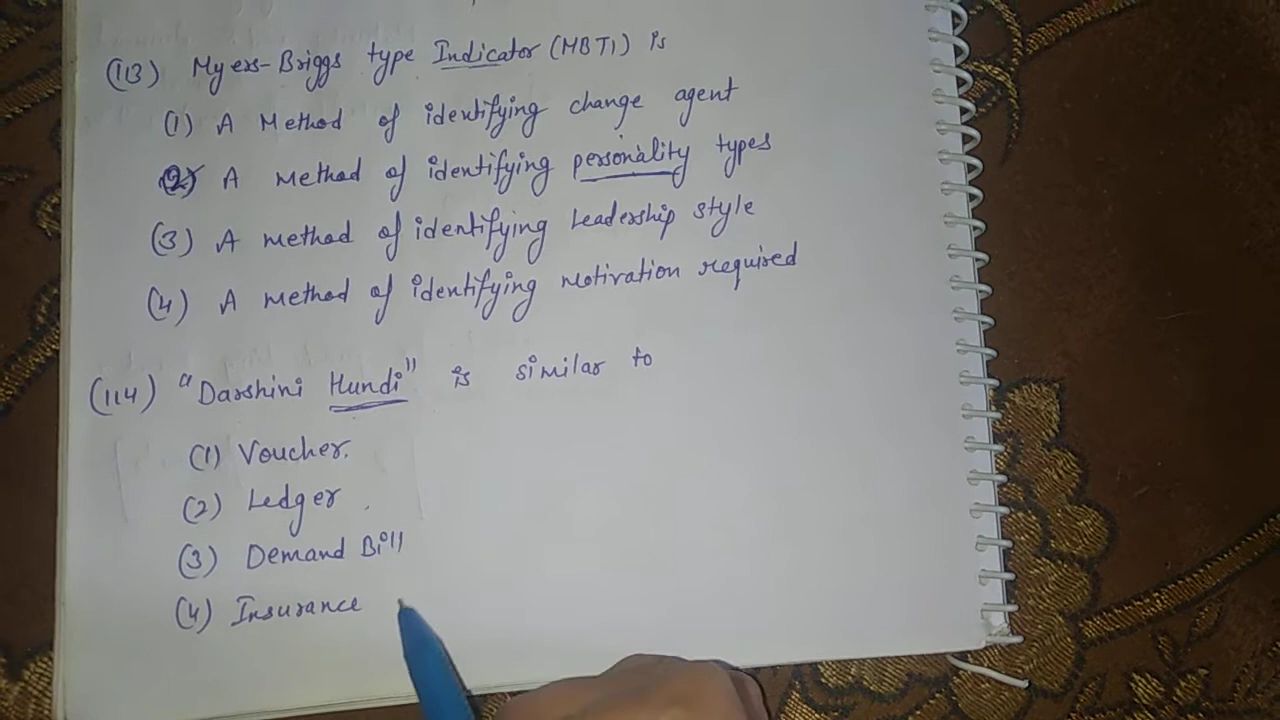 (113) Myers-Briggs type Indicator (MBTI) is
(1) A Method of identifying change agent
(2) A method of identifying personality types
(3) A method of identifying Leadership style
(4) A method of identifying motivation required
(114) "Darshini Hundi" is similar to
(1) Voucher.
(2) Ledger
(3) Demand Bill
(4) Insurance